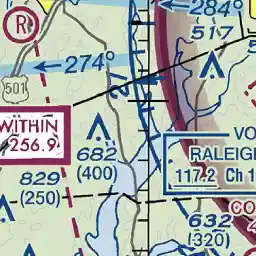 R
284°
517
274°
27
501
WITHIN
256.9
682
(400)
VO
RALEIG
117.2 Ch 1
829
(250)
CO
632
(320)